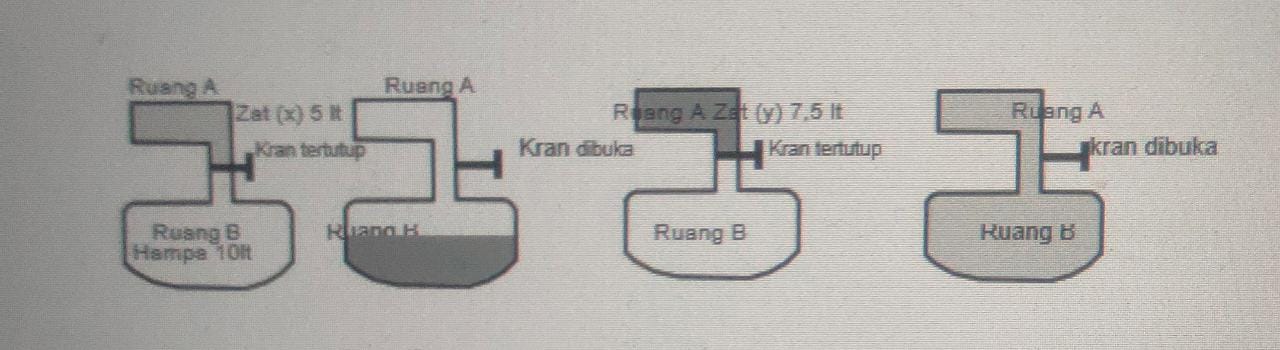 Ruang A
Zat (x) 5 lt
Kran tertutup
Ruang B
Hampa 10lt
Ruang A
Kran dibuka
Ruang B
Ruang A Zat (y) 7,5 lt
Kran tertutup
Ruang B
Ruang A
kran dibuka
Ruang B